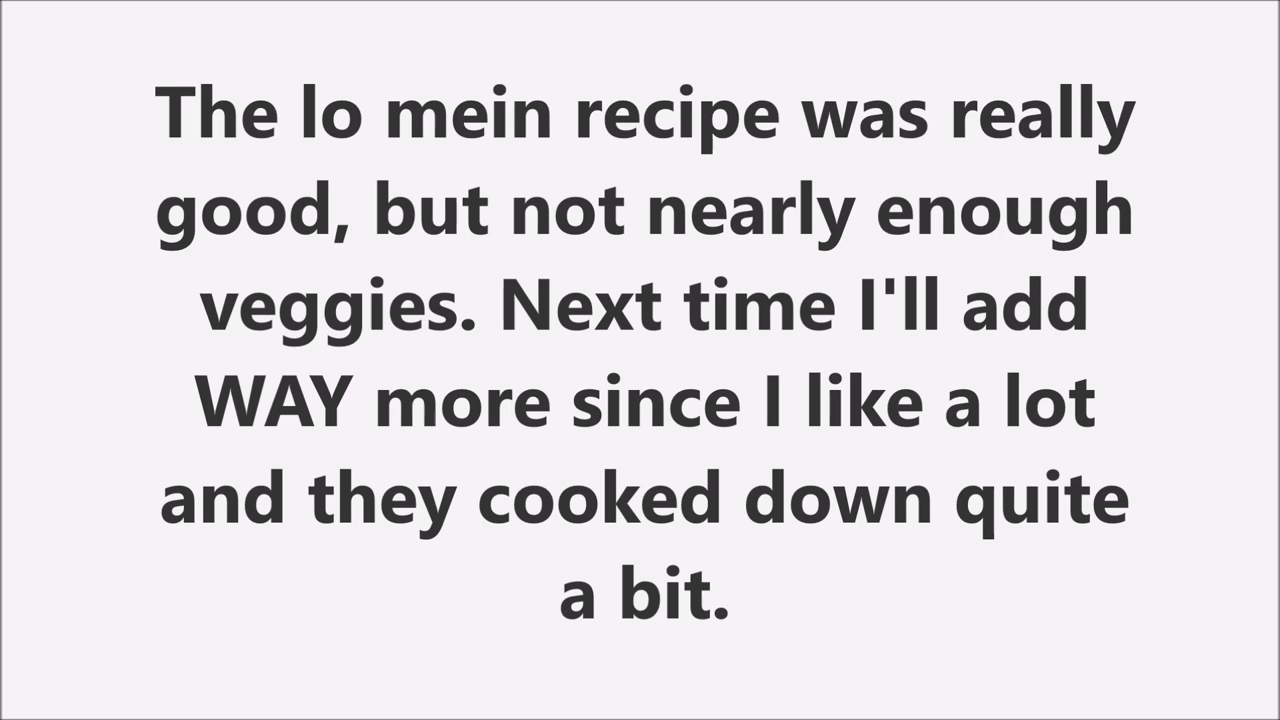 The lo mein recipe was really
good, but not nearly enough
veggies. Next time I'll add
WAY more since I like a lot
and they cooked down quite
a bit.